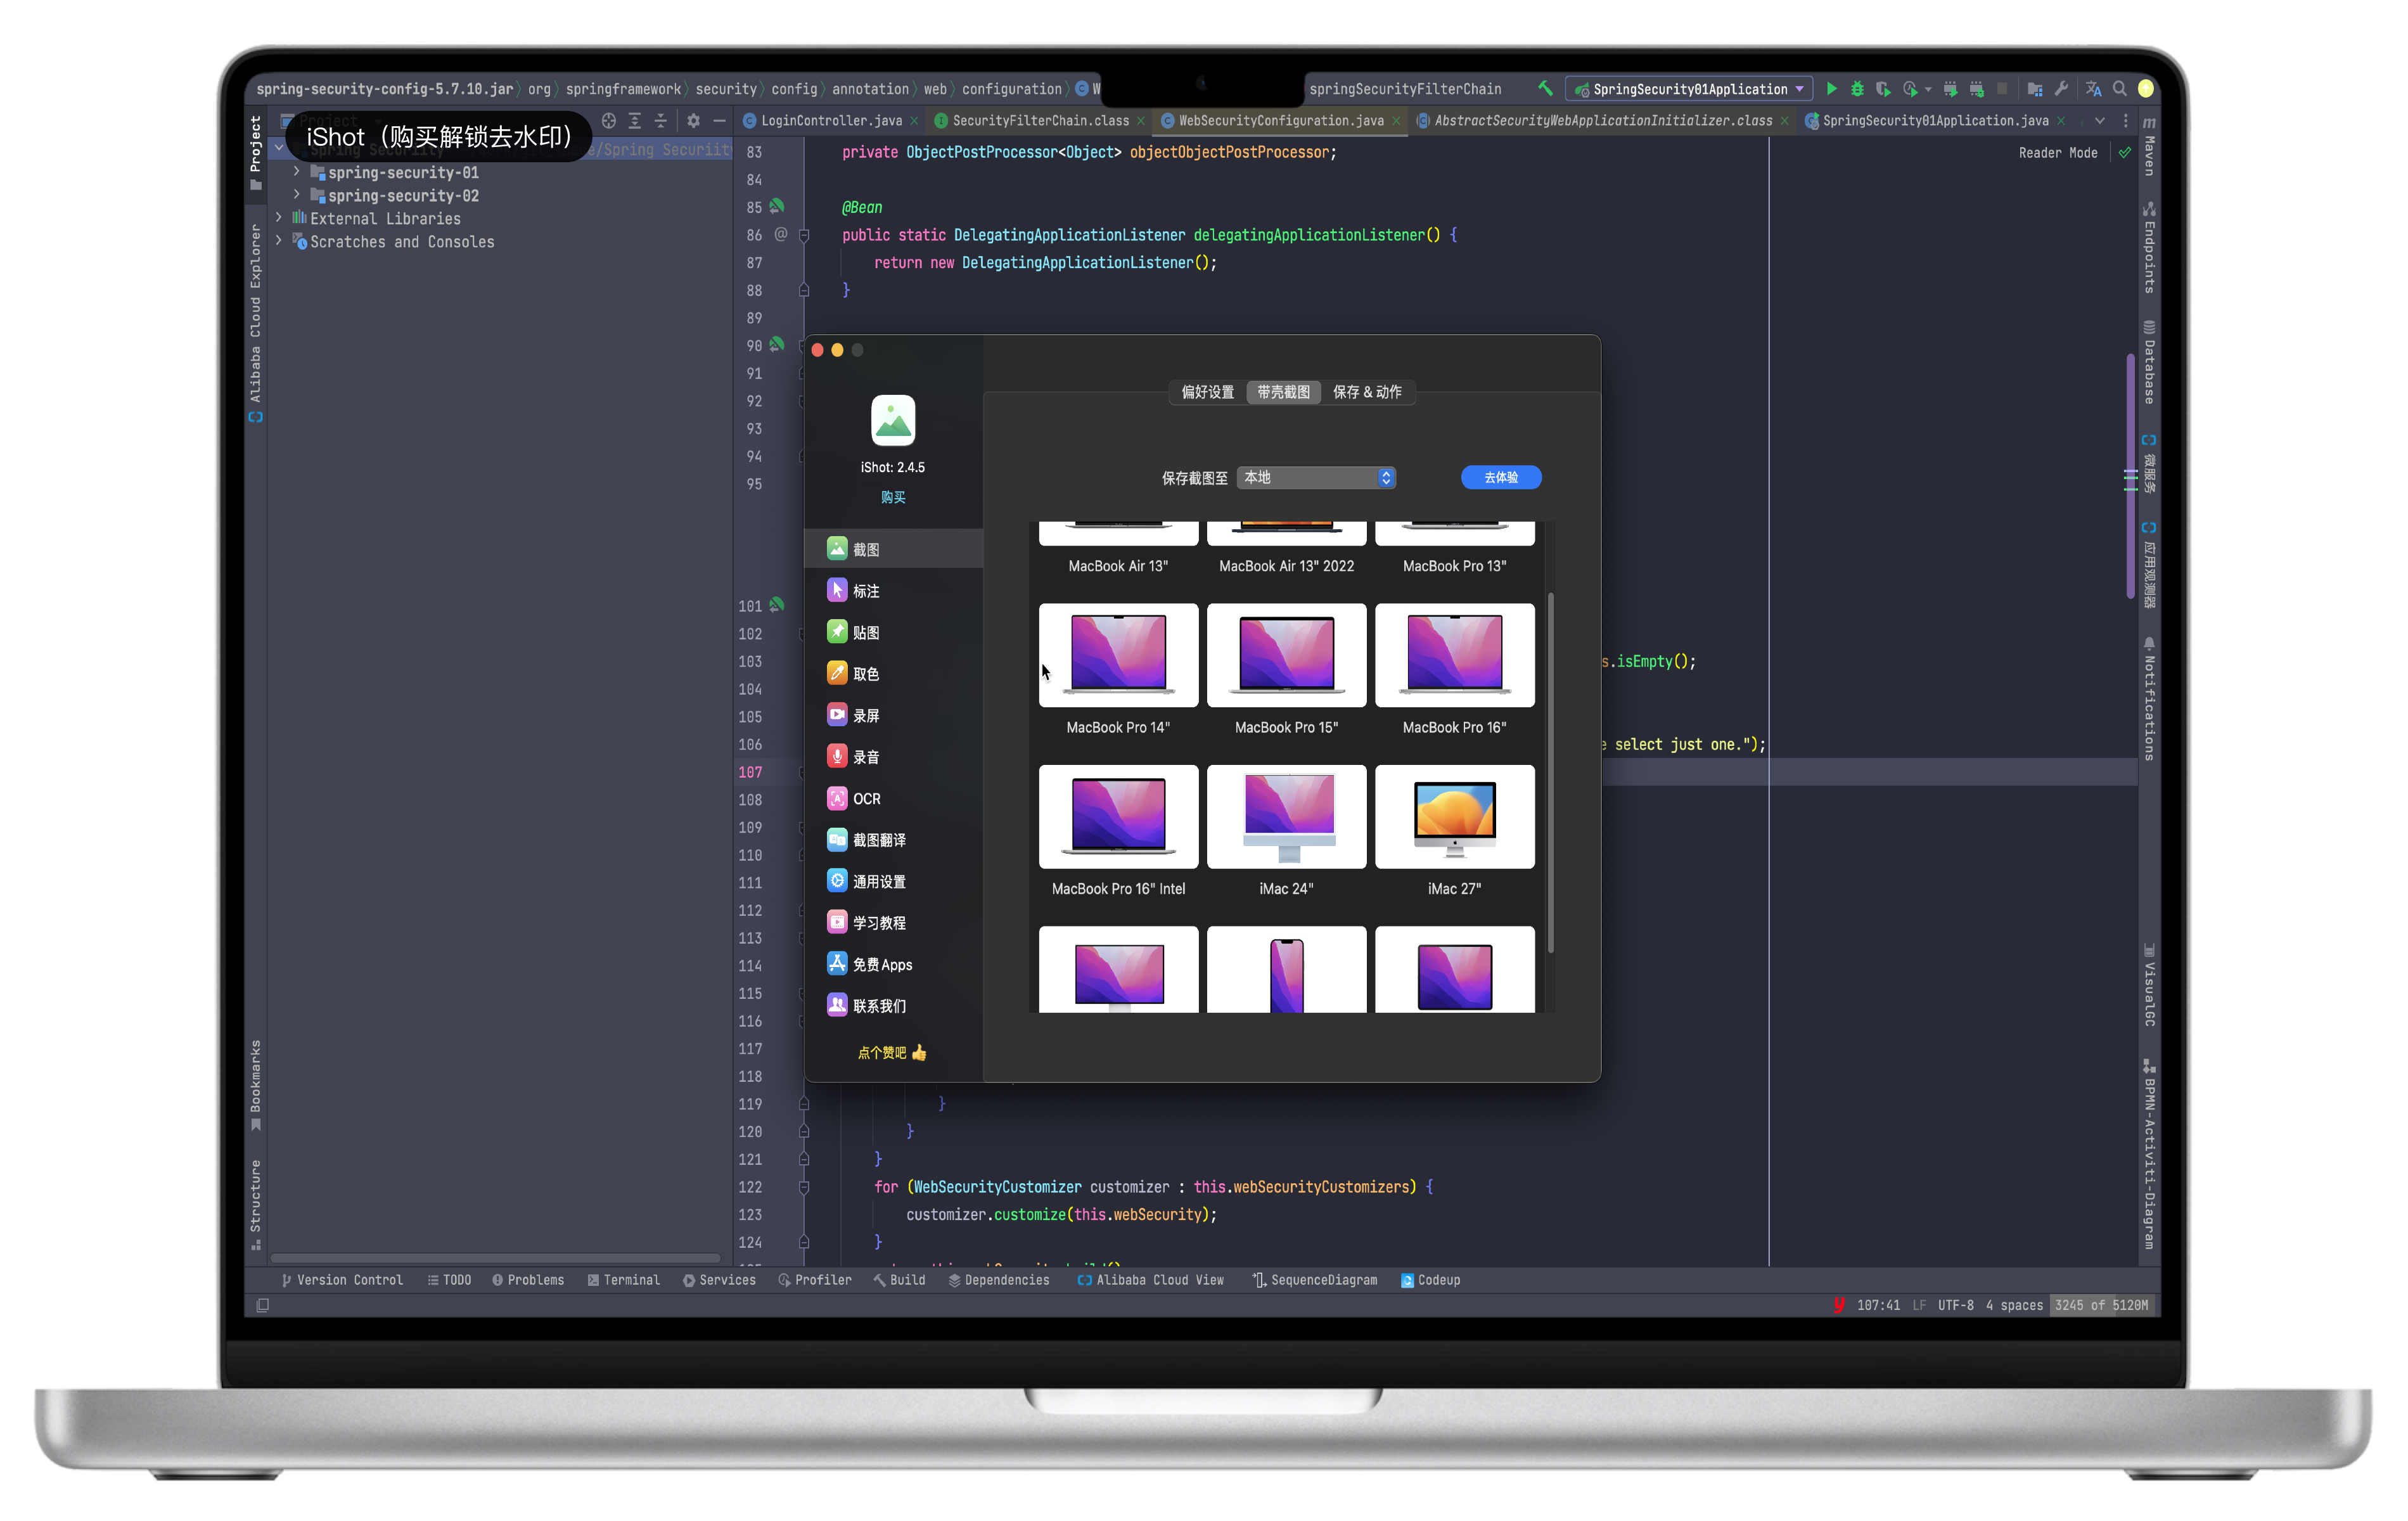 spring-security-config-5.7.10.jar › org › springframework › security › config › annotation › web › configuration › W
springSecurityFilterChain
SpringSecurity01Application
Project
LoginController.java
SecurityFilterChain.class
WebSecurityConfiguration.java
AbstractSecurityWebApplicationInitializer.class
SpringSecurity01Application.java
iShot（购买解锁去水印）
Project
Alibaba Cloud Explorer
Bookmarks
Structure
spring-security-01
spring-security-02
External Libraries
Scratches and Consoles
Reader Mode
83 private ObjectPostProcessor<Object> objectObjectPostProcessor;
84
85 @Bean
86 @ public static DelegatingApplicationListener delegatingApplicationListener() {
87 return new DelegatingApplicationListener();
88 }
89
90
91
92
93
94
95
101
102
103 s.isEmpty();
104
105
106 e select just one.");
107
108
109
110
111
112
113
114
115
116
117
118
119 }
120 }
121 }
122 for (WebSecurityCustomizer customizer : this.webSecurityCustomizers) {
123 customizer.customize(this.webSecurity);
124 }
iShot: 2.4.5
购买
截图
标注
贴图
取色
录屏
录音
OCR
截图翻译
通用设置
学习教程
免费 Apps
联系我们
点个赞吧 👍
偏好设置
带壳截图
保存 & 动作
保存截图至
本地
去体验
MacBook Air 13"
MacBook Air 13" 2022
MacBook Pro 13"
MacBook Pro 14"
MacBook Pro 15"
MacBook Pro 16"
MacBook Pro 16" Intel
iMac 24"
iMac 27"
m
Maven
Endpoints
Database
微服务
应用观测器
Notifications
VisualGC
BPMN-Activiti-Diagram
Version Control
TODO
Problems
Terminal
Services
Profiler
Build
Dependencies
Alibaba Cloud View
SequenceDiagram
Codeup
107:41 LF UTF-8 4 spaces 3245 of 5120M